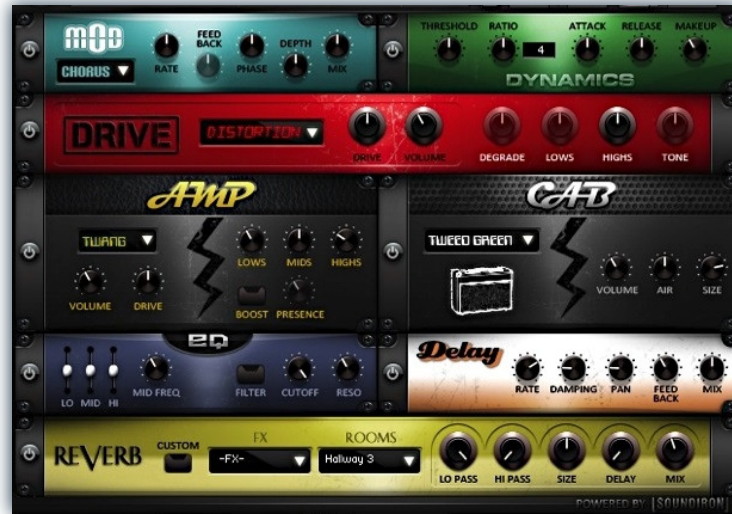 MOD
CHORUS
RATE
FEED
BACK
PHASE
DEPTH
MIX
THRESHOLD RATIO ATTACK RELEASE MAKEUP
4
DYNAMICS
DRIVE
DISTORTION
DRIVE VOLUME DEGRADE LOWS HIGHS TONE
AMP
TWANG
LOWS MIDS HIGHS
VOLUME DRIVE
BOOST PRESENCE
CAB
TWEED GREEN
VOLUME AIR SIZE
EQ
LO MID HI
MID FREQ FILTER CUTOFF RESO
Delay
RATE DAMPING PAN FEED
BACK MIX
REVERB
CUSTOM
FX
-FX-
ROOMS
Hallway 3
LO PASS HI PASS SIZE DELAY MIX
POWERED BY [SOUNDIRON]